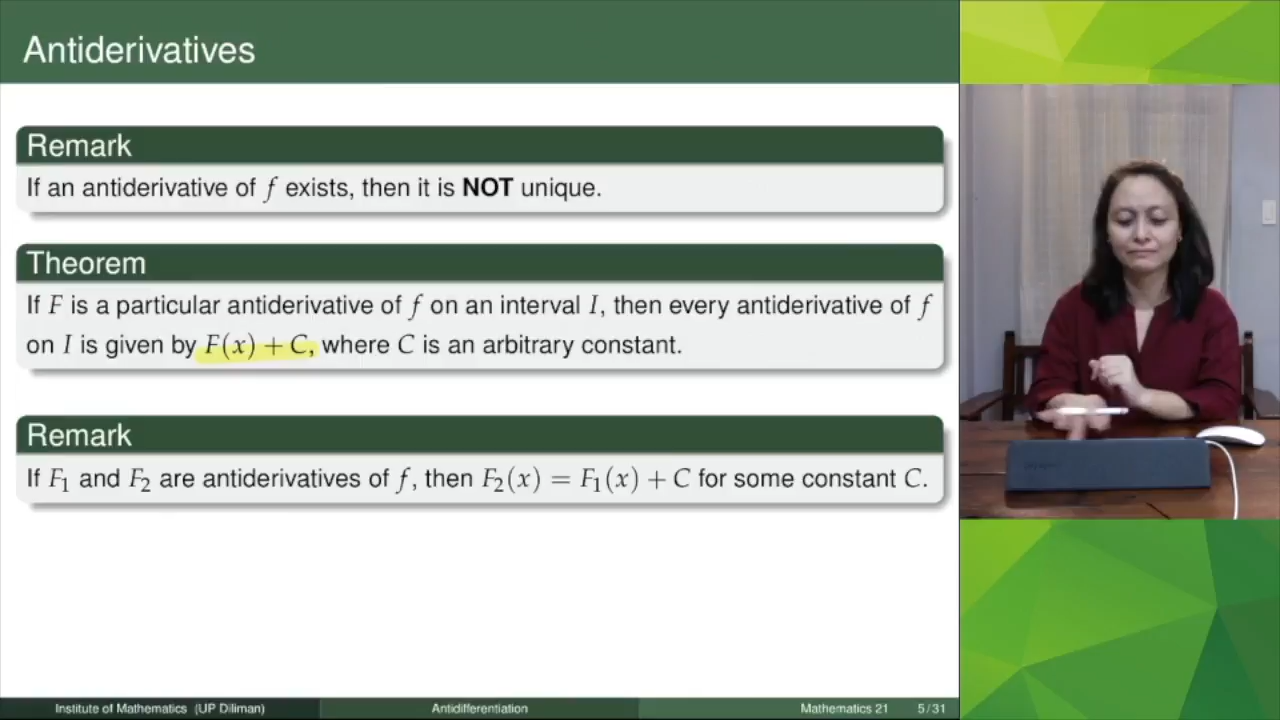 Antiderivatives
Remark
If an antiderivative of f exists, then it is NOT unique.
Theorem
If F is a particular antiderivative of f on an interval I, then every antiderivative of f
on I is given by F(x) + C, where C is an arbitrary constant.
Remark
If F₁ and F₂ are antiderivatives of f, then F₂(x) = F₁(x) + C for some constant C.
Institute of Mathematics (UP Diliman) Antidifferentiation Mathematics 21 5 / 31